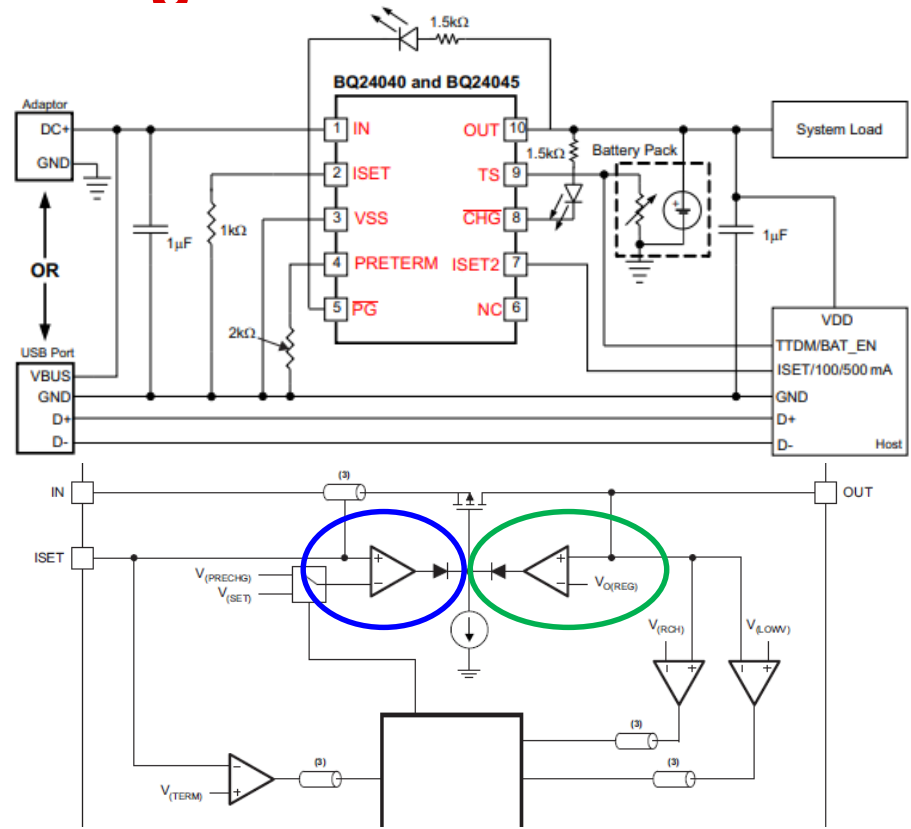 1.5kΩ
BQ24040 and BQ24045
Adaptor
DC+
GND
OR
USB Port
VBUS
GND
D+
D-
1μF
1kΩ
2kΩ
1 IN
2 ISET
3 VSS
4 PRETERM
5 PG
OUT 10
TS 9
CHG 8
ISET2 7
NC 6
1.5kΩ
Battery Pack
+
1μF
System Load
VDD
TTDM/BAT_EN
ISET/100/500 mA
GND
D+
D-
Host
IN
(3)
OUT
ISET
V(PRECHG)
V(SET)
+
−
+
−
VO(REG)
V(RCH)
V(LOWV)
− +
− +
(3)
(3)
V(TERM)
−
+
(3)